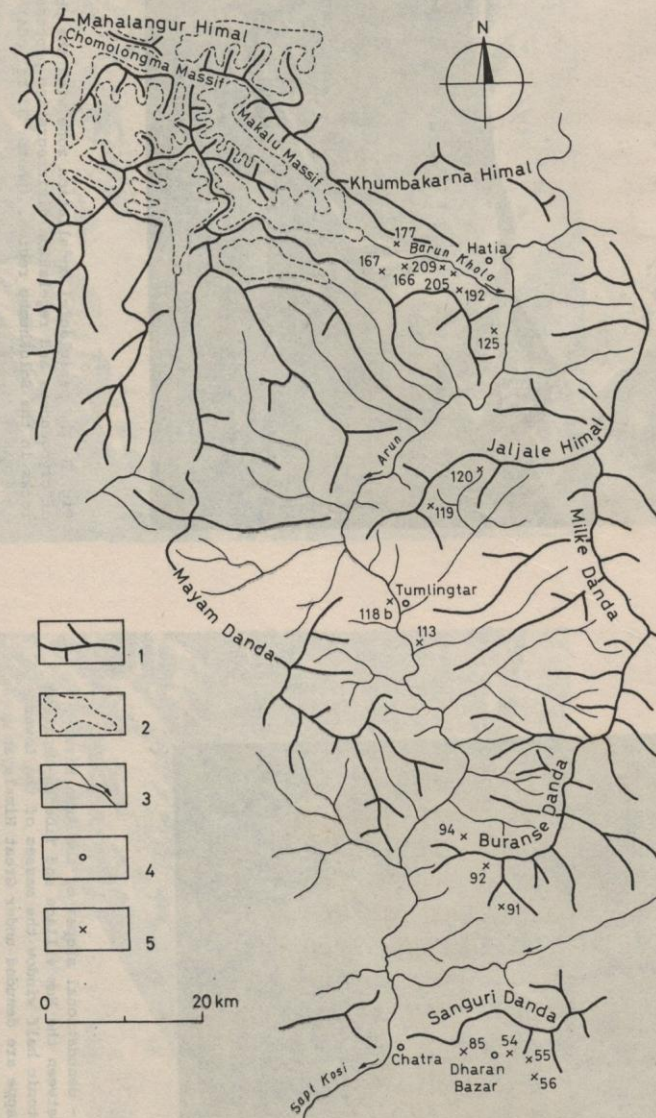 Mahalangur Himal
Chomolongma Massif
N
Makalu Massif
Khumbakarna Himal
177
Barun Khola
Hatia
167
166
209
205
192
125
Arun
Jaljale Himal
120
119
Milke Danda
Mayam Danda
Tumlingtar
118 b
113
1
2
3
94
Buranse Danda
92
4
91
5
0
20 km
Sanguri Danda
Chatra
85
54
55
Dharan
Bazar
56
Sapt Kosi